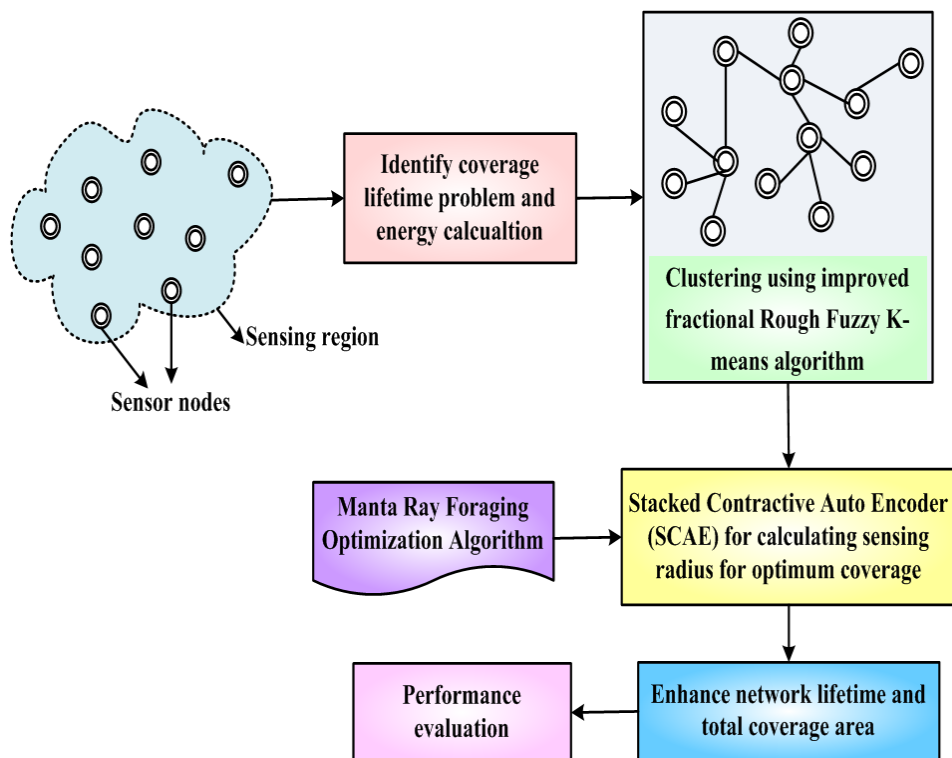 Identify coverage
lifetime problem and
energy calcualtion
Clustering using improved
fractional Rough Fuzzy K-
means algorithm
Sensing region
Sensor nodes
Manta Ray Foraging
Optimization Algorithm
Stacked Contractive Auto Encoder
(SCAE) for calculating sensing
radius for optimum coverage
Performance
evaluation
Enhance network lifetime and
total coverage area